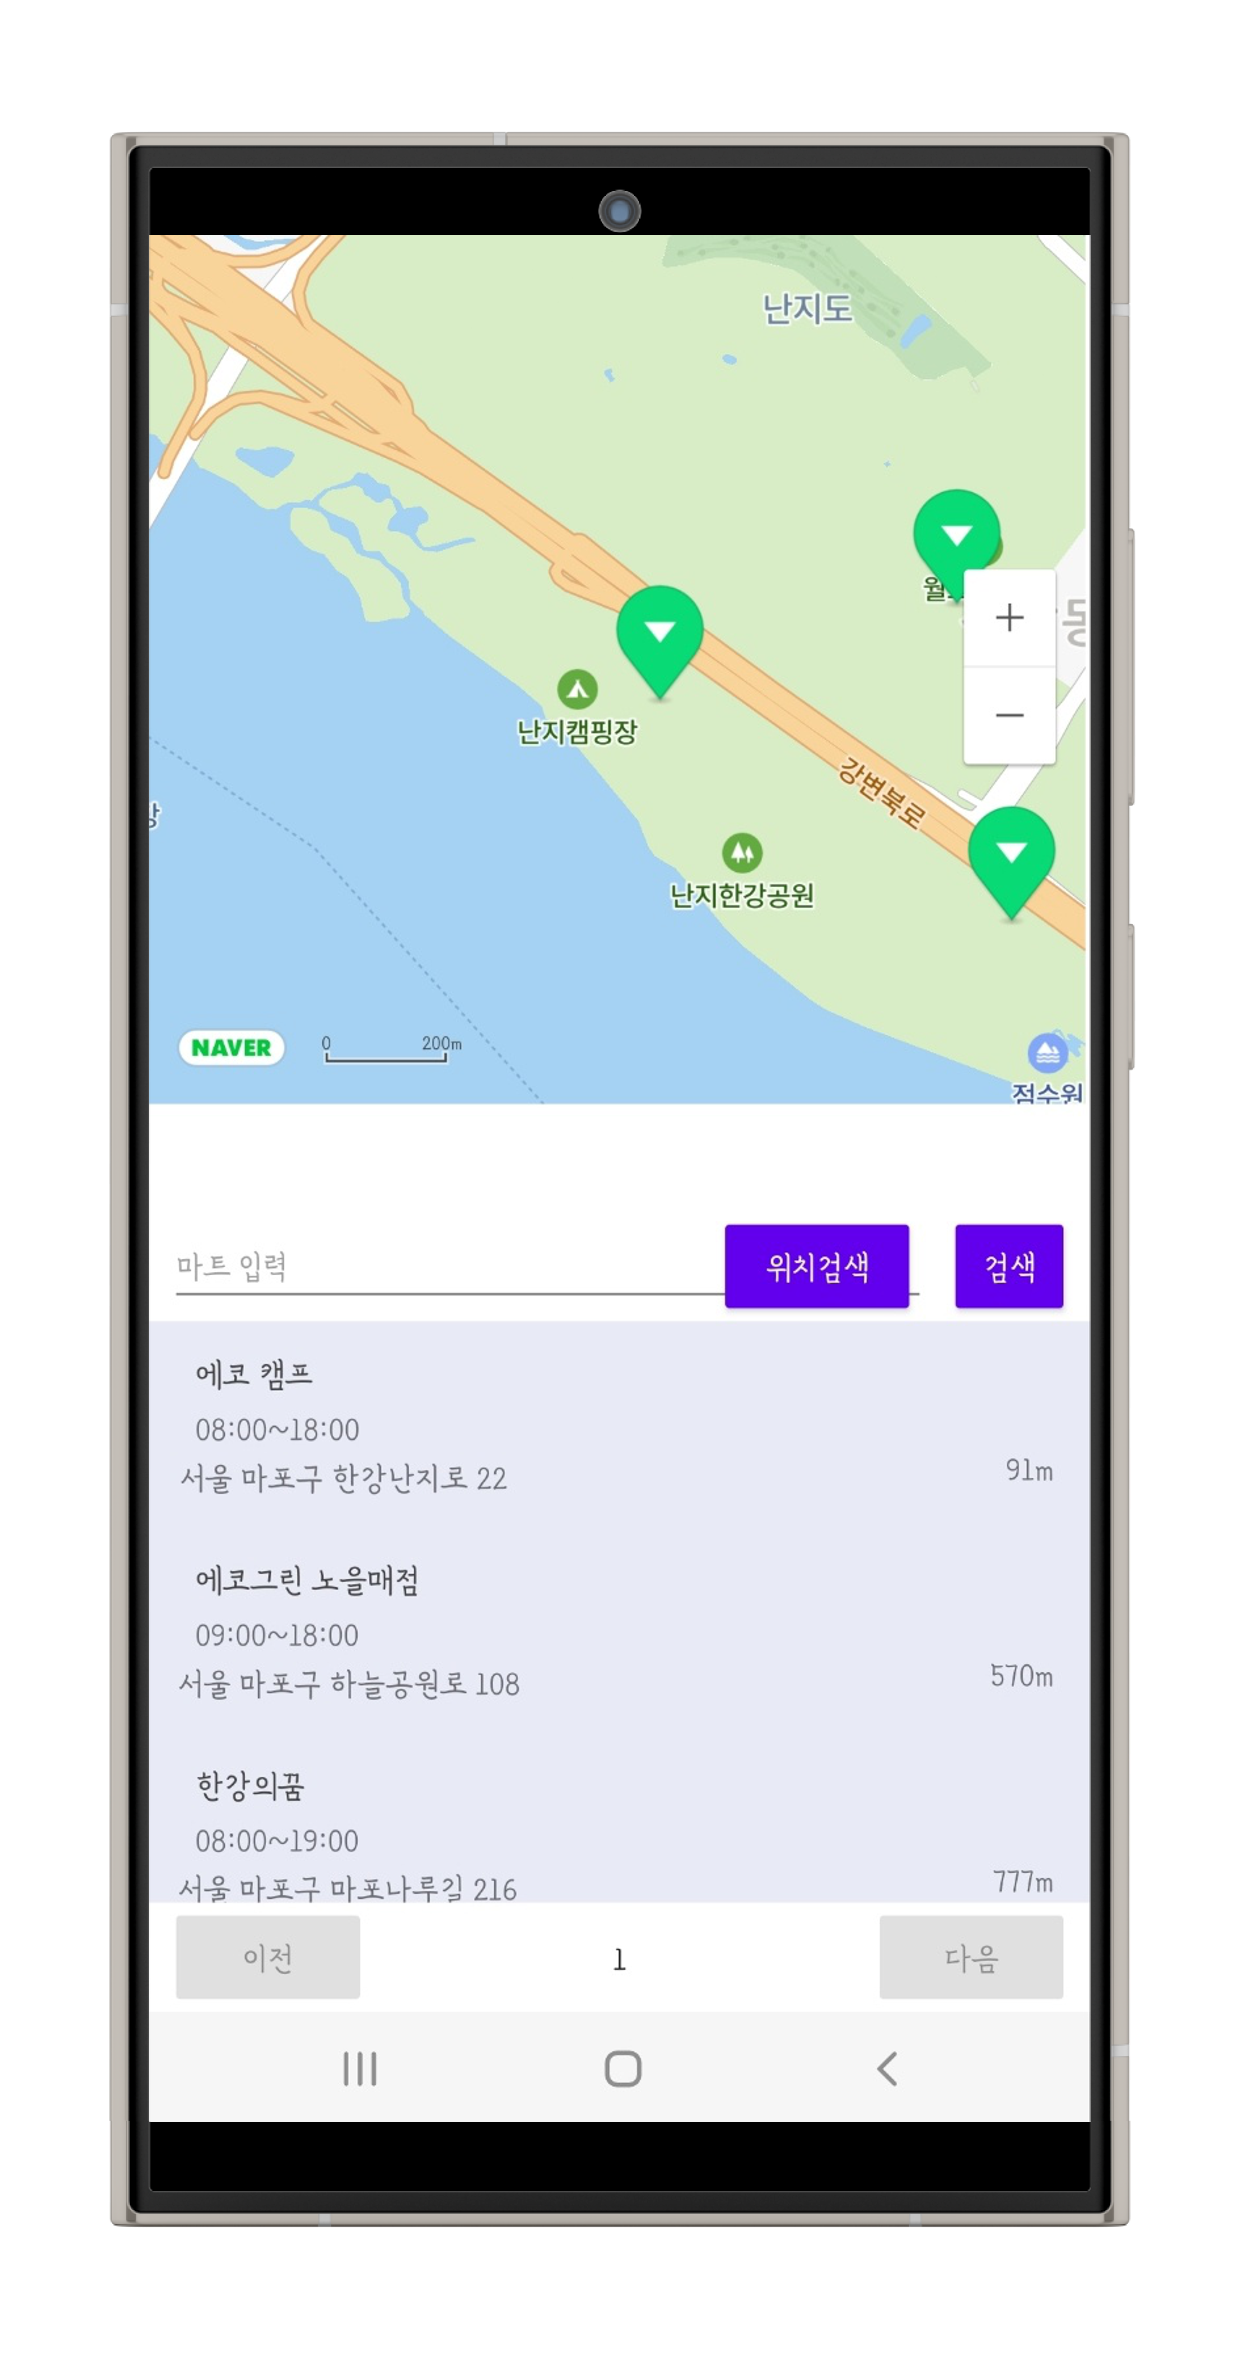 난지도
난지캠핑장
강변북로
난지한강공원
NAVER
0 200m
마트 입력
위치검색
검색
에코 캠프
08:00~18:00
서울 마포구 한강난지로 22
91m
에코그린 노을매점
09:00~18:00
서울 마포구 하늘공원로 108
570m
한강의꿈
08:00~19:00
서울 마포구 마포나루길 216
777m
이전
1
다음